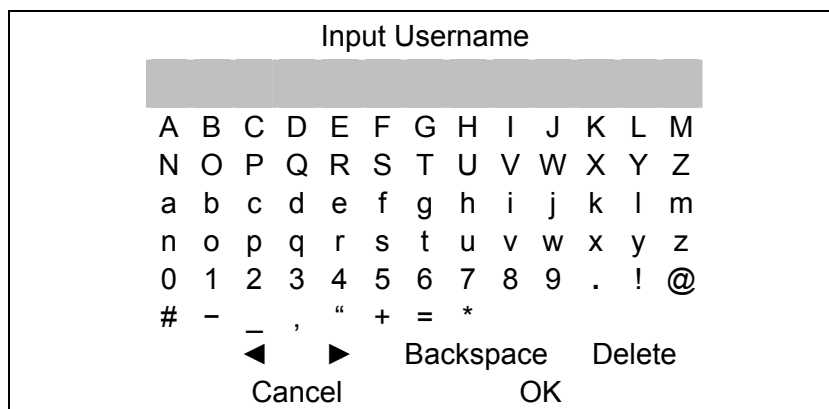 Input Username
A B C D E F G H I J K L M
N O P Q R S T U V W X Y Z
a b c d e f g h i j k l m
n o p q r s t u v w x y z
0 1 2 3 4 5 6 7 8 9 . ! @
# − _ , “ + = *
◄ ► Backspace Delete
Cancel OK